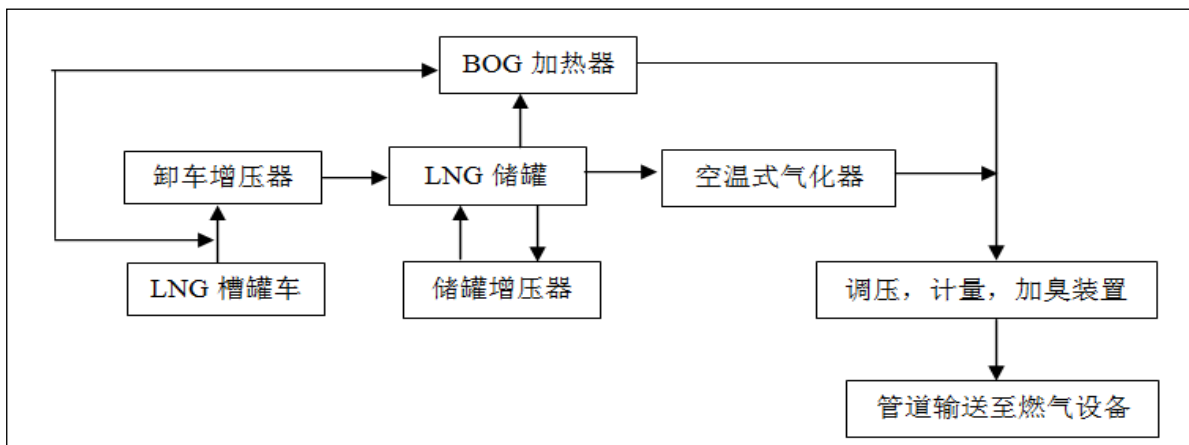 BOG 加热器
卸车增压器
LNG 储罐
空温式气化器
LNG 槽罐车
储罐增压器
调压，计量，加臭装置
管道输送至燃气设备